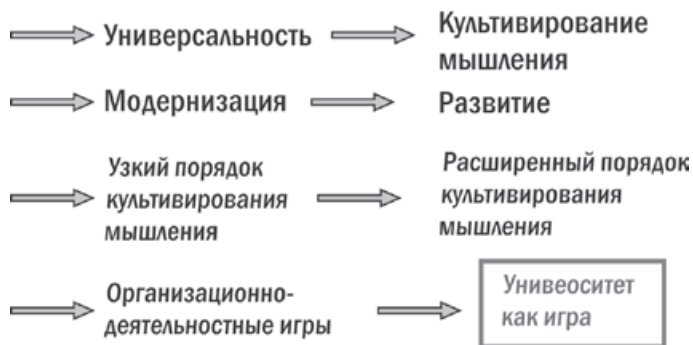 Универсальность
Культивирование
мышления
Модернизация
Развитие
Узкий порядок
культивирования
мышления
Расширенный порядок
культивирования
мышления
Организационно-
деятельностные игры
Унивеоситет
как игра